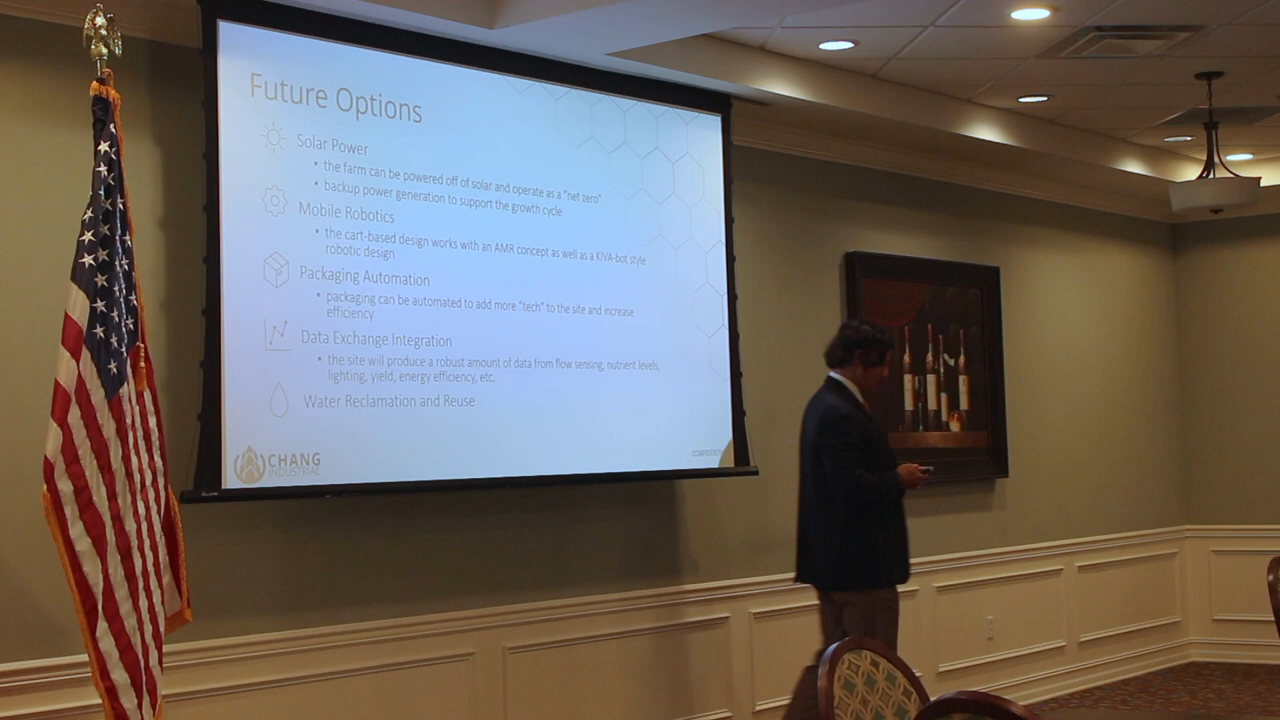 Future Options
Solar Power
• the farm can be powered off of solar and operate as a "net zero"
• backup power generation to support the growth cycle
Mobile Robotics
• the cart-based design works with an AMR concept as well as a KIVA-bot style
robotic design
Packaging Automation
• packaging can be automated to add more "tech" to the site and increase
efficiency
Data Exchange Integration
• the site will produce a robust amount of data from flow sensing, nutrient levels,
lighting, yield, energy efficiency, etc.
Water Reclamation and Reuse
CHANG
INDUSTRIAL